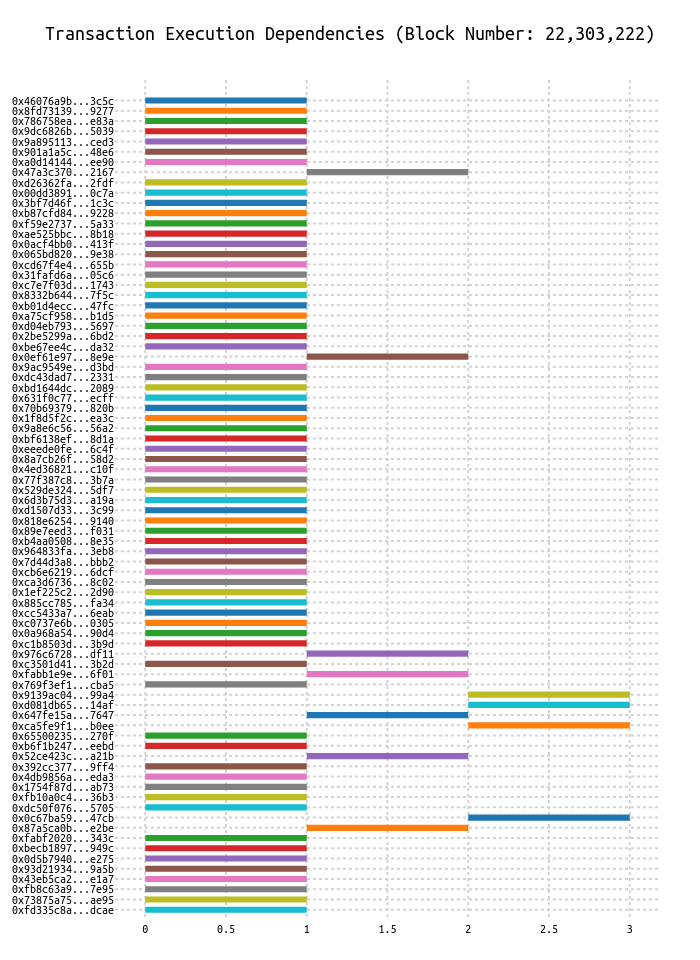 Transaction Execution Dependencies (Block Number: 22,303,222)
0x46076a9b...3c5c
0x8fd73139...9277
0x786758ea...e83a
0x9dc6826b...5039
0x9a895113...ced3
0x901a1a5c...48e6
0xa0d14144...ee90
0x47a3c370...2167
0xd26362fa...2fdf
0x00dd3891...0c7a
0x3bf7d46f...1c3c
0xb87cfd84...9228
0xf59e2737...5a33
0xae525bbc...8b18
0x0acf4bb0...413f
0x065bd820...9e38
0xcd67f4e4...655b
0x31fafd6a...05c6
0xc7e7f03d...1743
0x8332b644...7f5c
0xb01d4ecc...47fc
0xa75cf958...b1d5
0xd04eb793...5697
0x2be5299a...6bd2
0xbe67ee4c...da32
0x0ef61e97...8e9e
0x9ac9549e...d3bd
0xdc43dad7...2331
0xbd1644dc...2089
0x631f0c77...ecff
0x70b69379...820b
0x1f8d5f2c...ea3c
0x9a8e6c56...56a2
0xbf6138ef...8d1a
0xeeede0fe...6c4f
0x8a7cb26f...58d2
0x4ed36821...c10f
0x77f387c8...3b7a
0x529de324...5df7
0x6d3b75d3...a19a
0xd1507d33...3c99
0x818e6254...9140
0x89e7eed3...f031
0xb4aa0508...8e35
0x964833fa...3eb8
0x7d44d3a8...bbb2
0xcb6e6219...6dcf
0xca3d6736...8c02
0x1ef225c2...2d90
0x885cc785...fa34
0xcc5433a7...6eab
0xc0737e6b...0305
0x0a968a54...90d4
0xc1b8503d...3b9d
0x976c6728...df11
0xc3501d41...3b2d
0xfabb1e9e...6f01
0x769f3ef1...cba5
0x9139ac04...99a4
0xd081db65...14af
0x647fe15a...7647
0xca5fe9f1...b0ee
0x65500235...270f
0xb6f1b247...eebd
0x52ce423c...a21b
0x392cc377...9ff4
0x4db9856a...eda3
0x1754f87d...ab73
0xfb10a0c4...36b3
0xdc50f076...5705
0x0c67ba59...47cb
0x87a5ca0b...e2be
0xfabf2020...343c
0xbecb1897...949c
0x0d5b7940...e275
0x93d21934...9a5b
0x43eb5ca2...e1a7
0xfb8c63a9...7e95
0x73875a75...ae95
0xfd335c8a...dcae
0 0.5 1 1.5 2 2.5 3